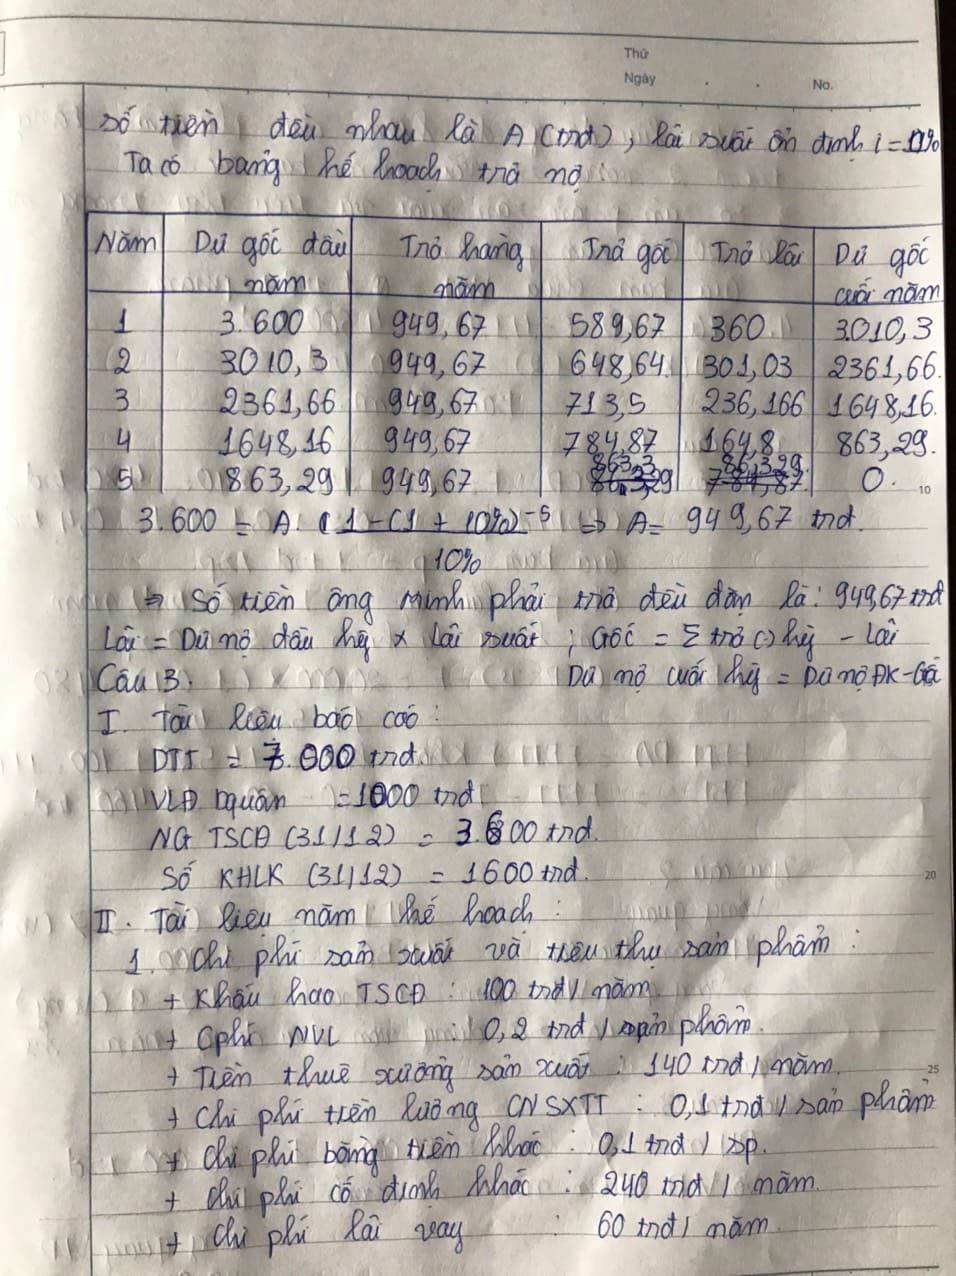 Thứ
Ngày . . No.
Số tiền đều nhau là A (trđ), lãi suất ổn định i = 10%
Ta có bảng kế hoạch trả nợ:
Năm Dư gốc đầu năm Trả hàng năm Trả gốc Trả lãi Dư gốc cuối năm
1 3.600 949,67 589,67 360 3.010,3
2 3010,3 949,67 648,64 301,03 2361,66.
3 2361,66 949,67 713,5 236,166 1648,16.
4 1648,16 949,67 784,87 164,8 863,29.
5 863,29 949,67 863,3 86,329 0.
10
3.600 = A. (1-(1+10%)^-5 / 10% => A = 949,67 trđ.
=> Số tiền ông Minh phải trả đều đặn là: 949,67 trđ
Lãi = Dư nợ đầu kỳ x Lãi suất ; Gốc = Σ trả () kỳ - Lãi
Câu 3: Dư nợ cuối kỳ = Dư nợ ĐK - Gốc
I. Tài liệu báo cáo:
DTT = 7.000 trđ.
VLĐ bquân = 1000 trđ
NG TSCĐ (31/12) = 3.600 trđ.
Số KHLK (31/12) = 1600 trđ.
20
II. Tài liệu năm kế hoạch:
1. Chi phí sản xuất và tiêu thụ sản phẩm:
+ Khấu hao TSCĐ : 100 trđ/ năm
+ Cphí NVL : 0,2 trđ / sản phẩm.
+ Tiền thuê xưởng sản xuất : 140 trđ / năm.
25
+ Chi phí tiền lương CNSXTT : 0,1 trđ / sản phẩm
+ Chi phí bằng tiền khác : 0,1 trđ / sp.
+ Chi phí cố định khác : 240 trđ / năm.
+ Chi phí lãi vay : 60 trđ / năm